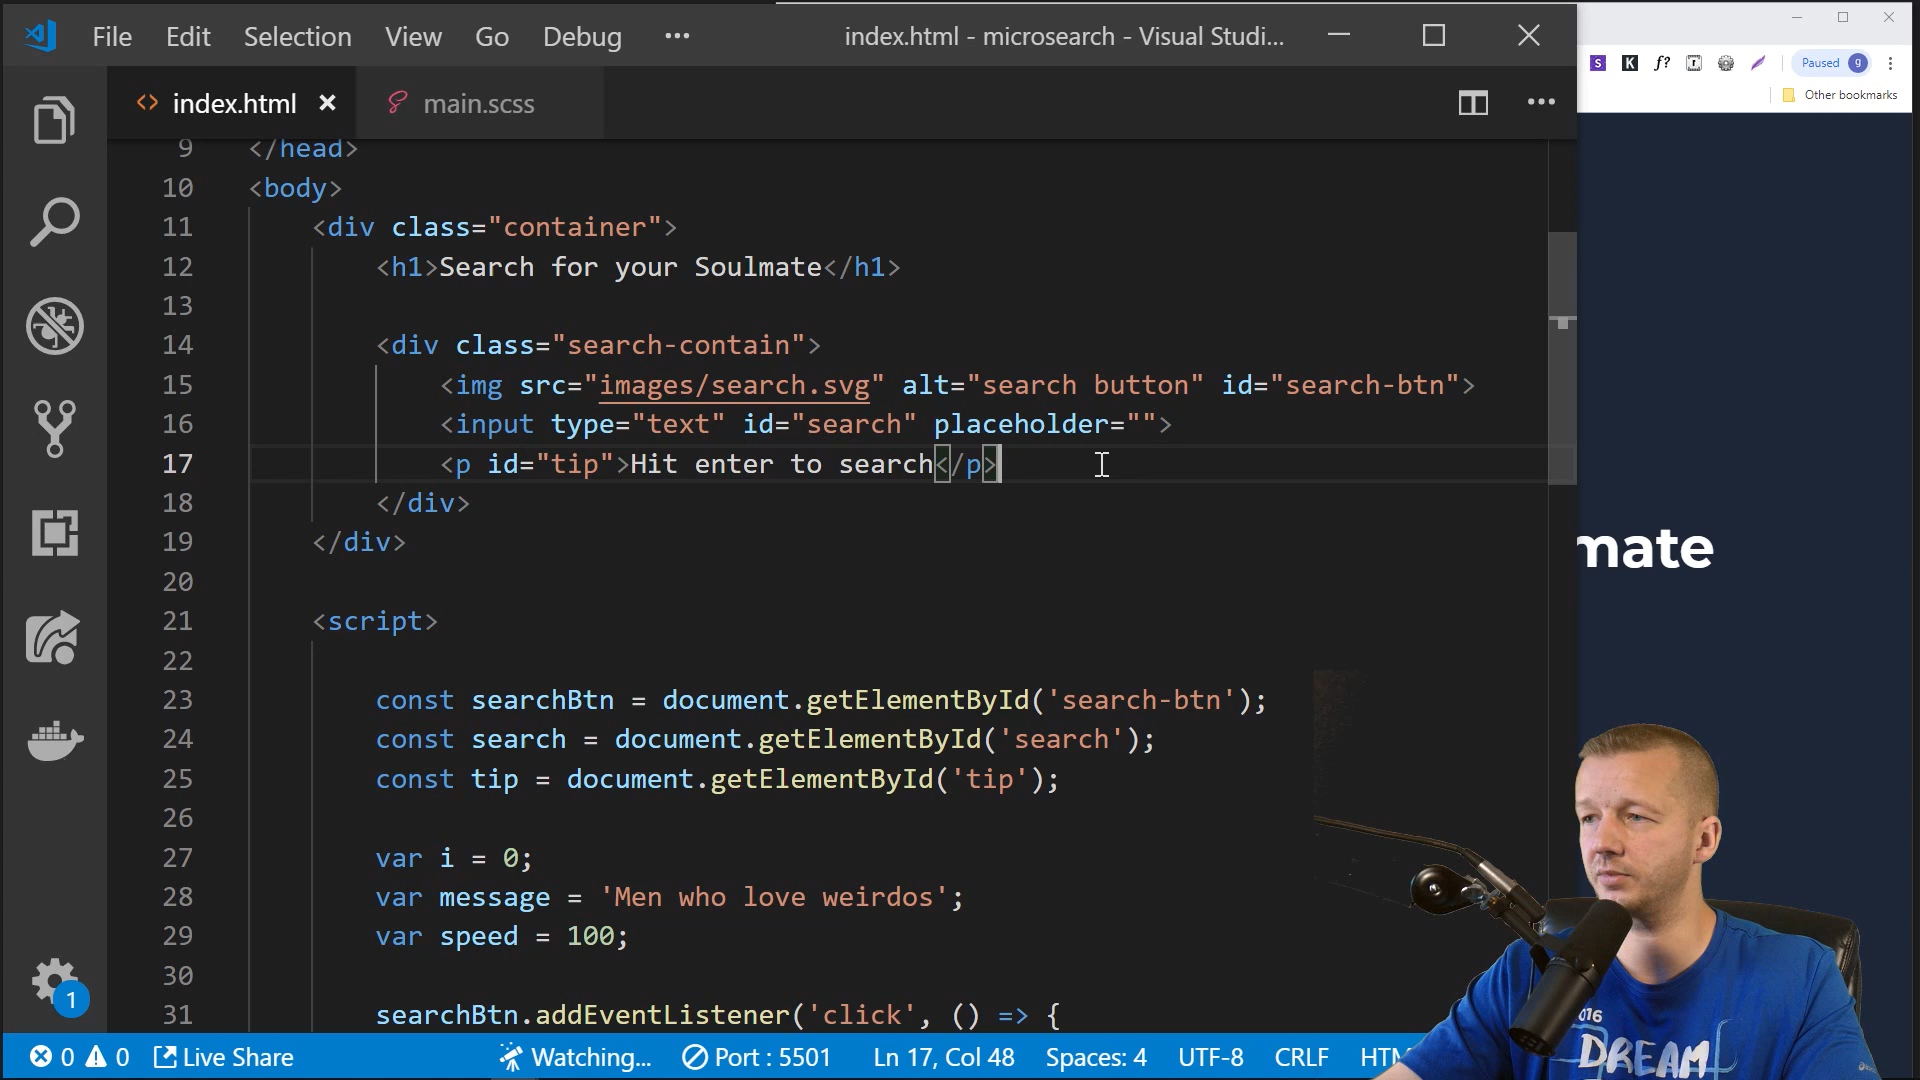 File Edit Selection View Go Debug ••• index.html - microsearch - Visual Studi...
S K f? Paused g
Other bookmarks
<> index.html × main.scss •••
9 </head>
10 <body>
11 <div class="container">
12 <h1>Search for your Soulmate</h1>
13
14 <div class="search-contain">
15 <img src="images/search.svg" alt="search button" id="search-btn">
16 <input type="text" id="search" placeholder="">
17 <p id="tip">Hit enter to search</p>
18 </div>
19 </div>
20
21 <script>
22
23 const searchBtn = document.getElementById('search-btn');
24 const search = document.getElementById('search');
25 const tip = document.getElementById('tip');
26
27 var i = 0;
28 var message = 'Men who love weirdos';
29 var speed = 100;
30
31 searchBtn.addEventListener('click', () => {
mate
1
016
DREAM
0 0 Live Share Watching... Port : 5501 Ln 17, Col 48 Spaces: 4 UTF-8 CRLF HTM